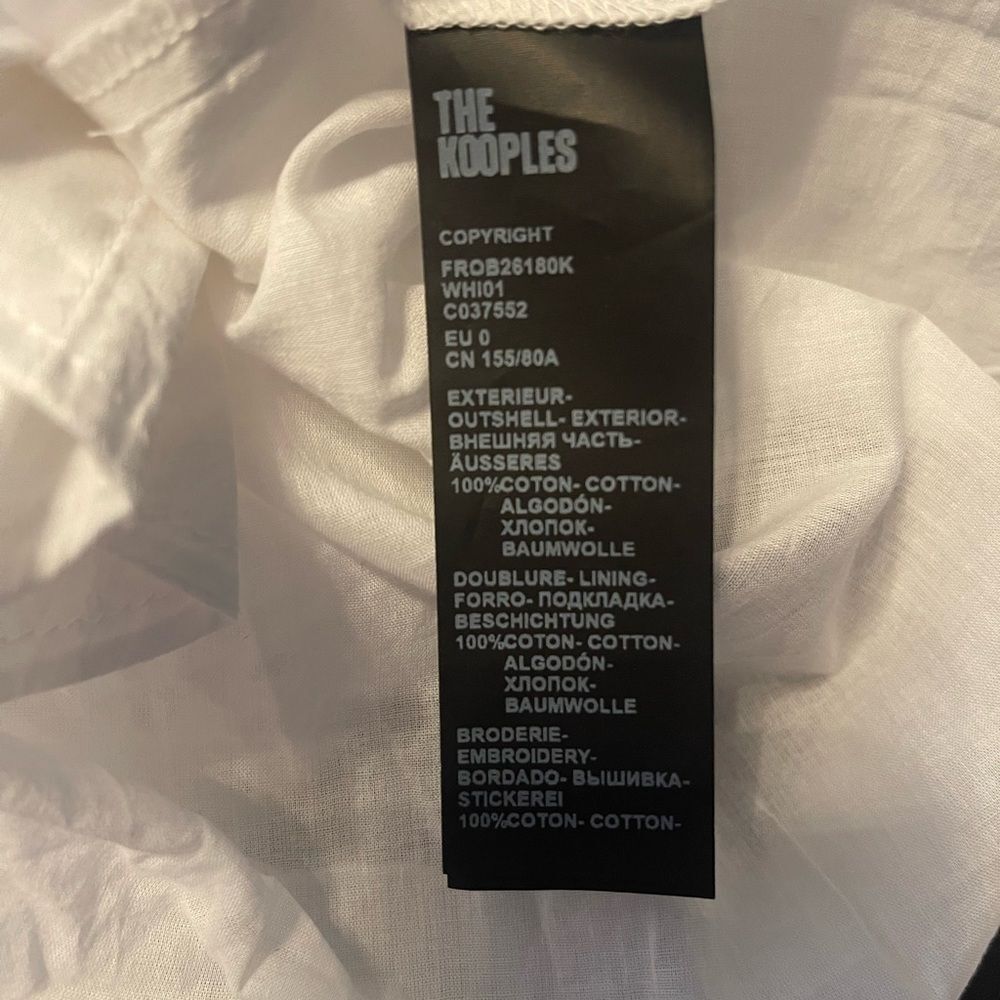 THE
KOOPLES
COPYRIGHT
FROB26180K
WHI01
C037552
EU 0
CN 155/80A
EXTERIEUR-
OUTSHELL- EXTERIOR-
ВНЕШНЯЯ ЧАСТЬ-
ÄUSSERES
100%COTON- COTTON-
ALGODÓN-
ХЛОПОК-
BAUMWOLLE
DOUBLURE- LINING-
FORRO- ПОДКЛАДКА-
BESCHICHTUNG
100%COTON- COTTON-
ALGODÓN-
ХЛОПОК-
BAUMWOLLE
BRODERIE-
EMBROIDERY-
BORDADO- ВЫШИВКА-
STICKEREI
100%COTON- COTTON-